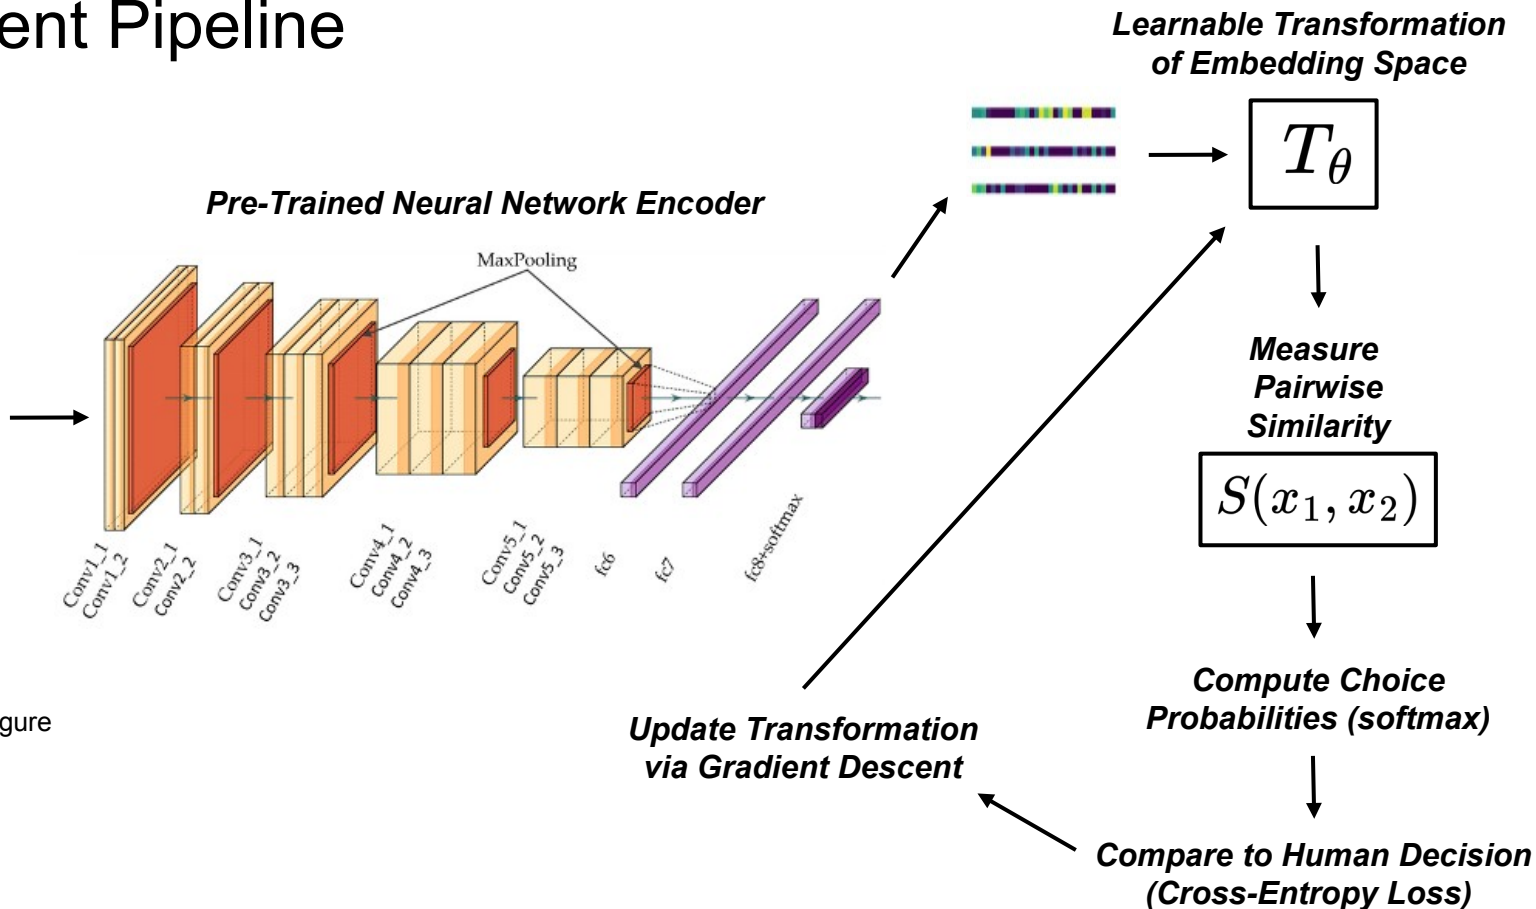 ent Pipeline
Learnable Transformation
of Embedding Space
T_θ
Pre-Trained Neural Network Encoder
MaxPooling
Conv1_1
Conv1_2
Conv2_1
Conv2_2
Conv3_1
Conv3_2
Conv3_3
Conv4_1
Conv4_2
Conv4_3
Conv5_1
Conv5_2
Conv5_3
fc6
fc7
fc8+softmax
Measure
Pairwise
Similarity
S(x₁, x₂)
Compute Choice
Probabilities (softmax)
gure
Update Transformation
via Gradient Descent
Compare to Human Decision
(Cross-Entropy Loss)